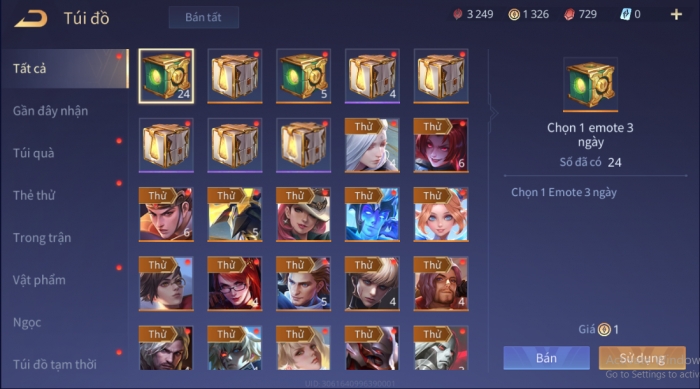 Túi đồ
Bán tất
3 249
1 326
729
0
+
Tất cả
Gần đây nhận
Túi quà
Thẻ thử
Trong trận
Vật phẩm
Ngọc
Túi đồ tạm thời
24
5
4
Thử
Thử
4
6
Thử
Thử
Thử
Thử
Thử
6
5
Thử
Thử
Thử
Thử
Thử
4
5
4
4
Thử
Thử
Thử
Thử
Thử
Chọn 1 emote 3
ngày
Số đã có 24
Chọn 1 Emote 3 ngày
Giá 1
Bán
Sử dụng
Go to Settings to activ